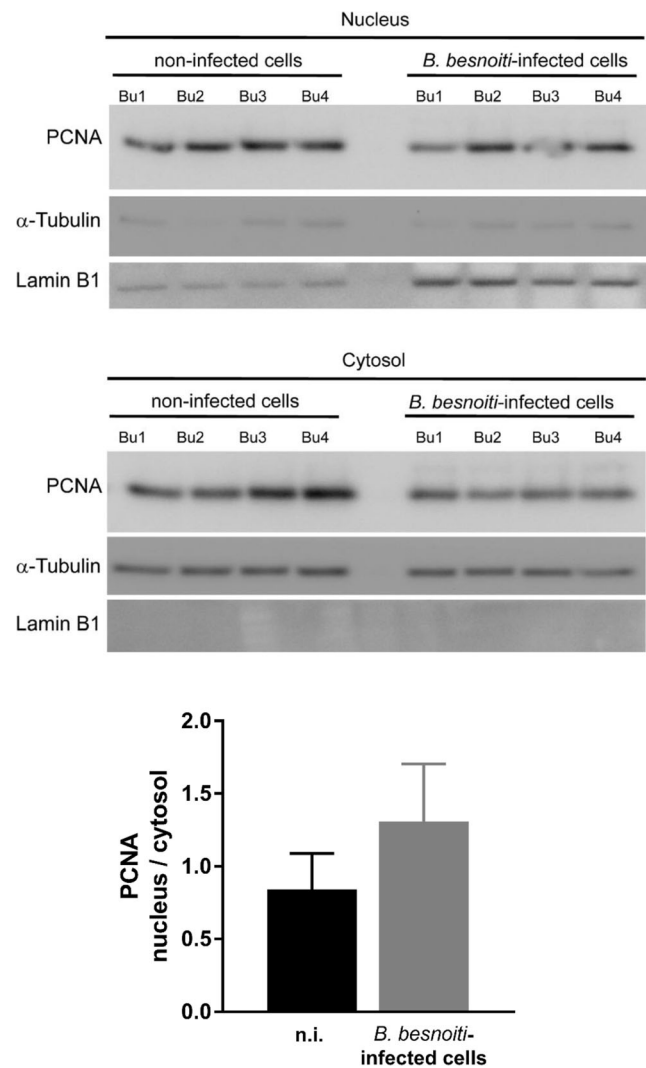 Nucleus
non-infected cells B. besnoiti-infected cells
Bu1 Bu2 Bu3 Bu4 Bu1 Bu2 Bu3 Bu4
PCNA
α-Tubulin
Lamin B1
Cytosol
non-infected cells B. besnoiti-infected cells
Bu1 Bu2 Bu3 Bu4 Bu1 Bu2 Bu3 Bu4
PCNA
α-Tubulin
Lamin B1
PCNA
nucleus / cytosol
2.0
1.5
1.0
0.5
0.0
n.i. B. besnoiti-
infected cells